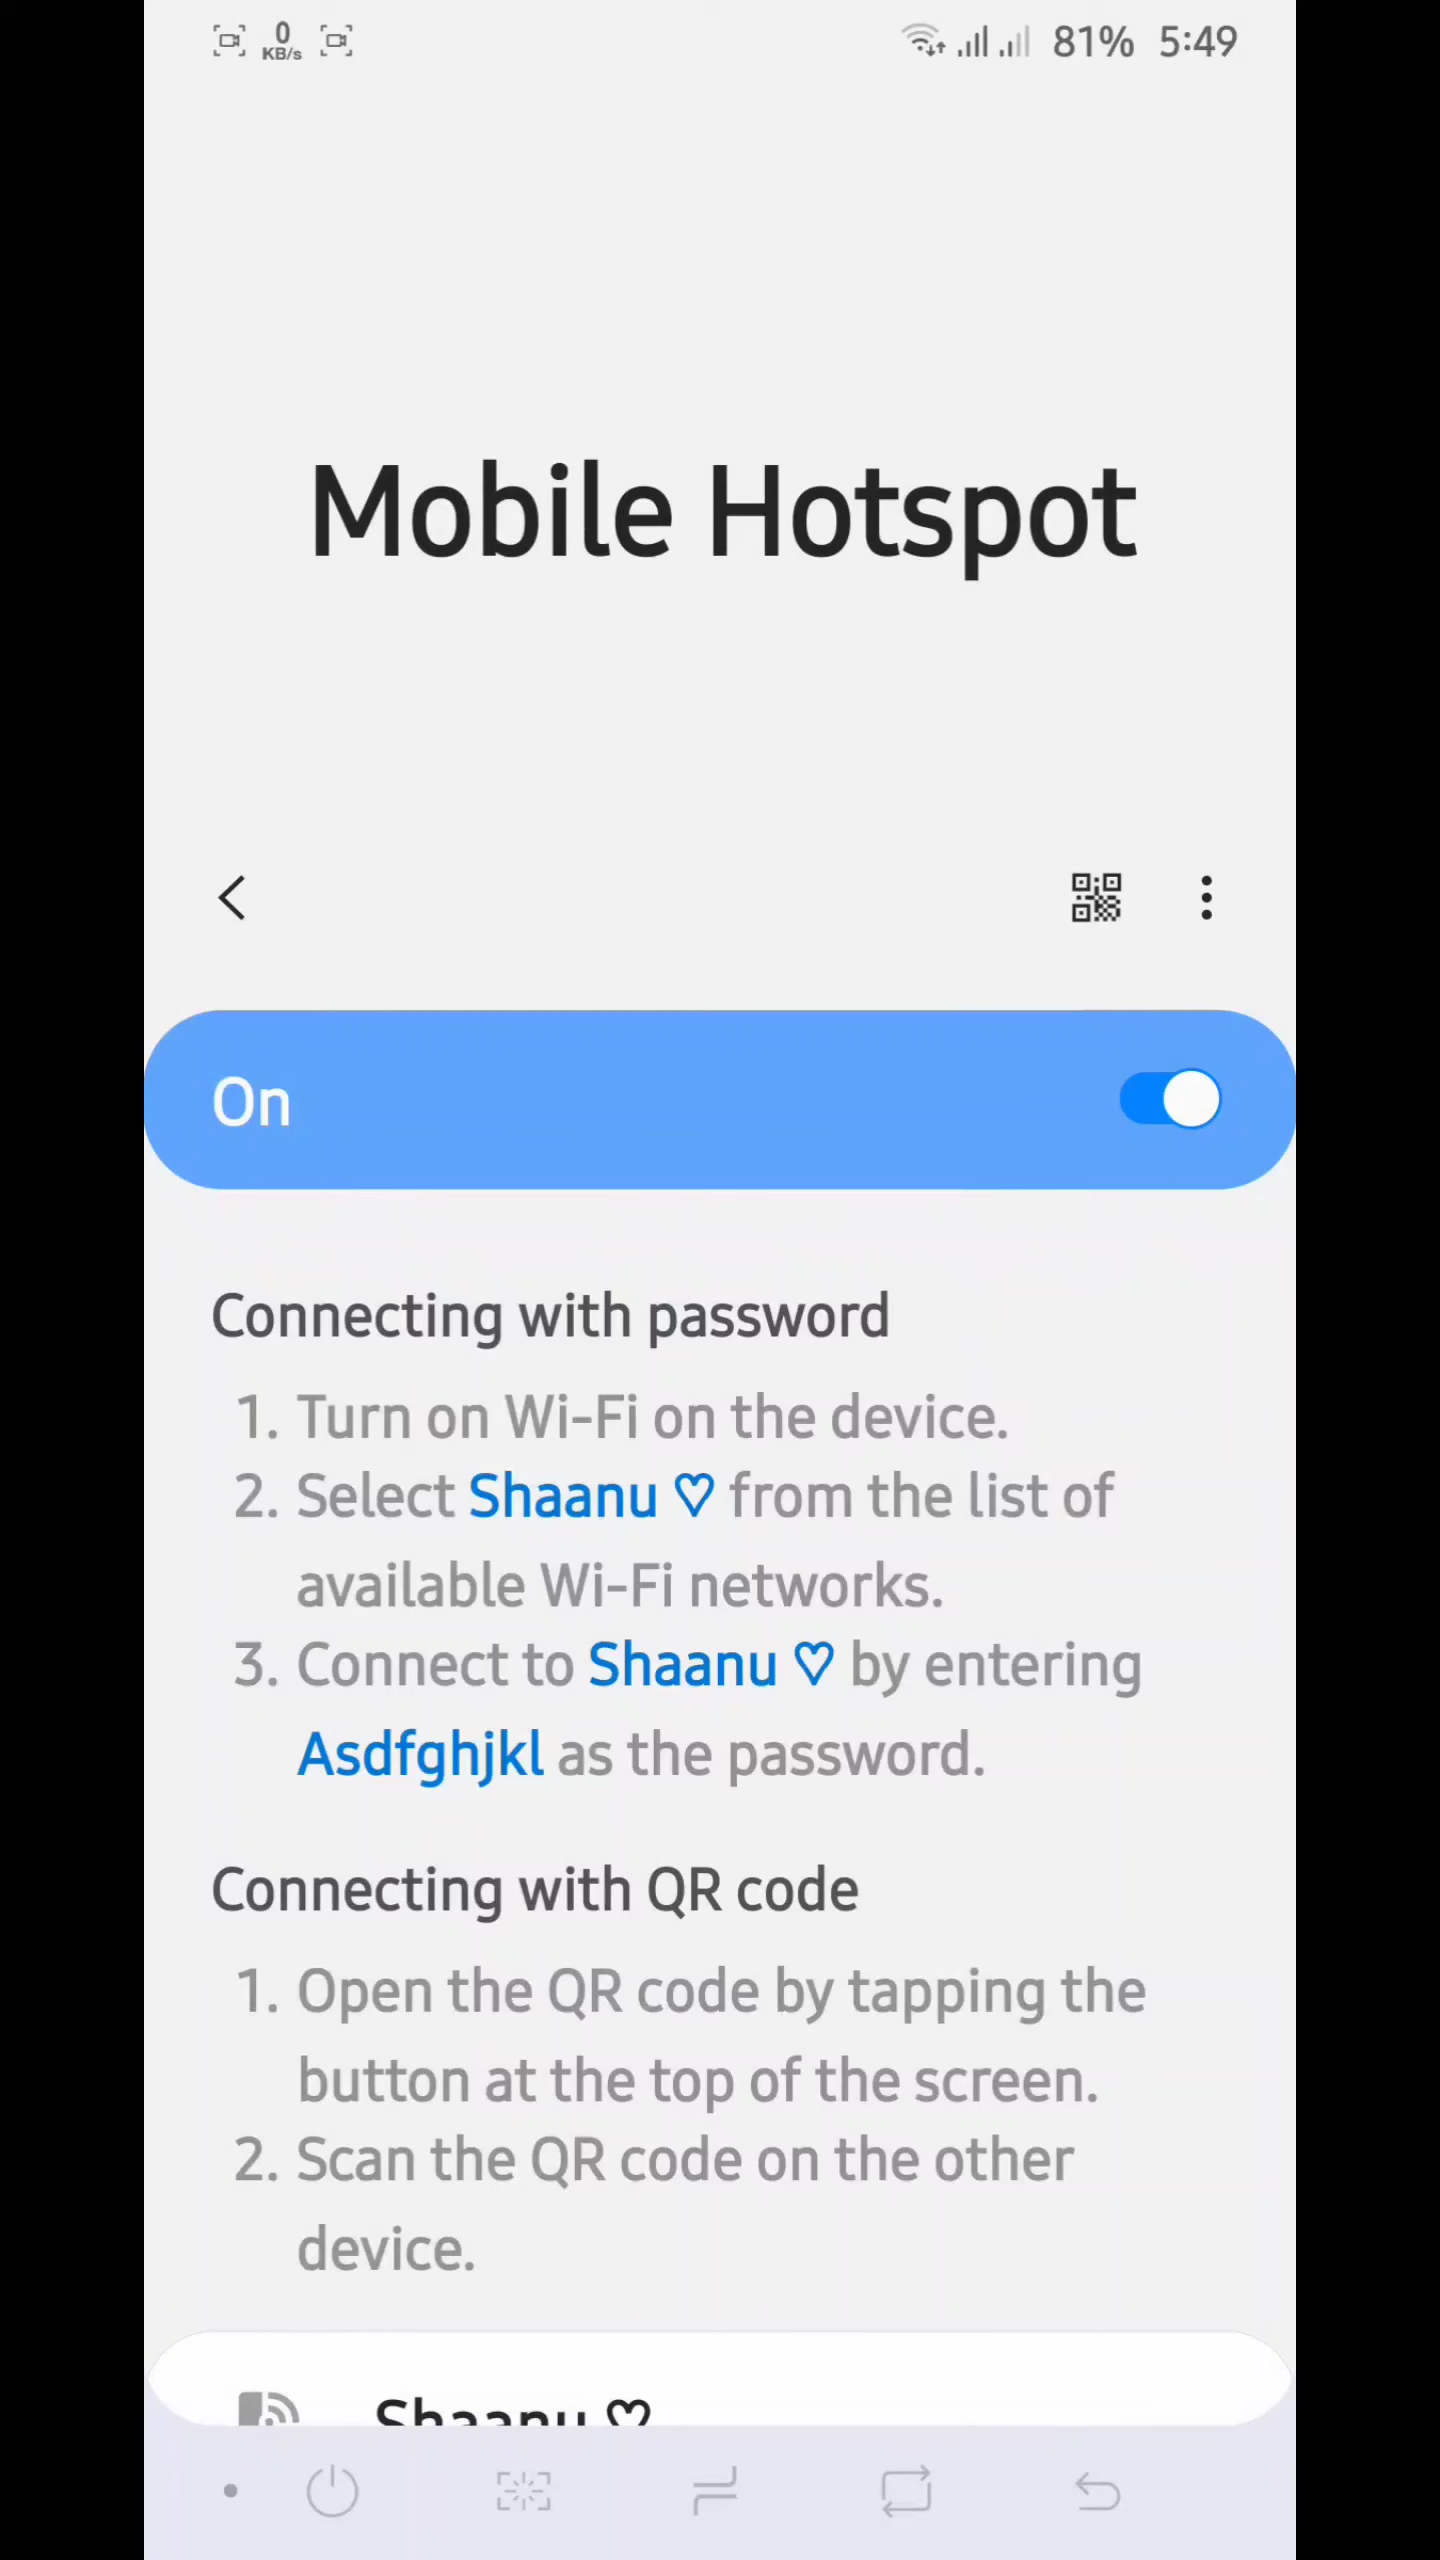 0
KB/s
81% 5:49
Mobile Hotspot
On
Connecting with password
1. Turn on Wi-Fi on the device.
2. Select Shaanu ♡ from the list of
available Wi-Fi networks.
3. Connect to Shaanu ♡ by entering
Asdfghjkl as the password.
Connecting with QR code
1. Open the QR code by tapping the
button at the top of the screen.
2. Scan the QR code on the other
device.
Shaanu ♡